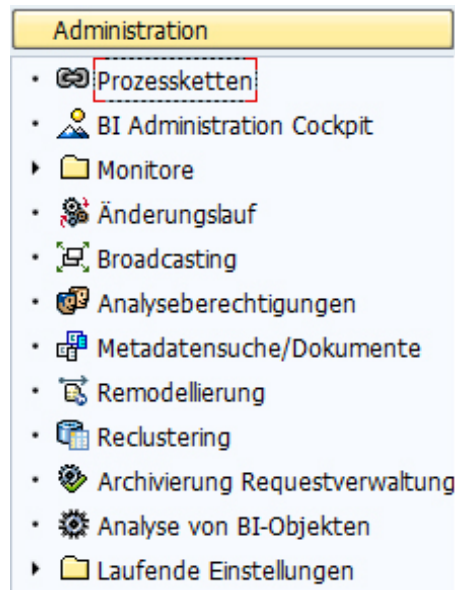 Administration
Prozessketten
BI Administration Cockpit
Monitore
Änderungslauf
Broadcasting
Analyseberechtigungen
Metadatensuche/Dokumente
Remodellierung
Reclustering
Archivierung Requestverwaltung
Analyse von BI-Objekten
Laufende Einstellungen